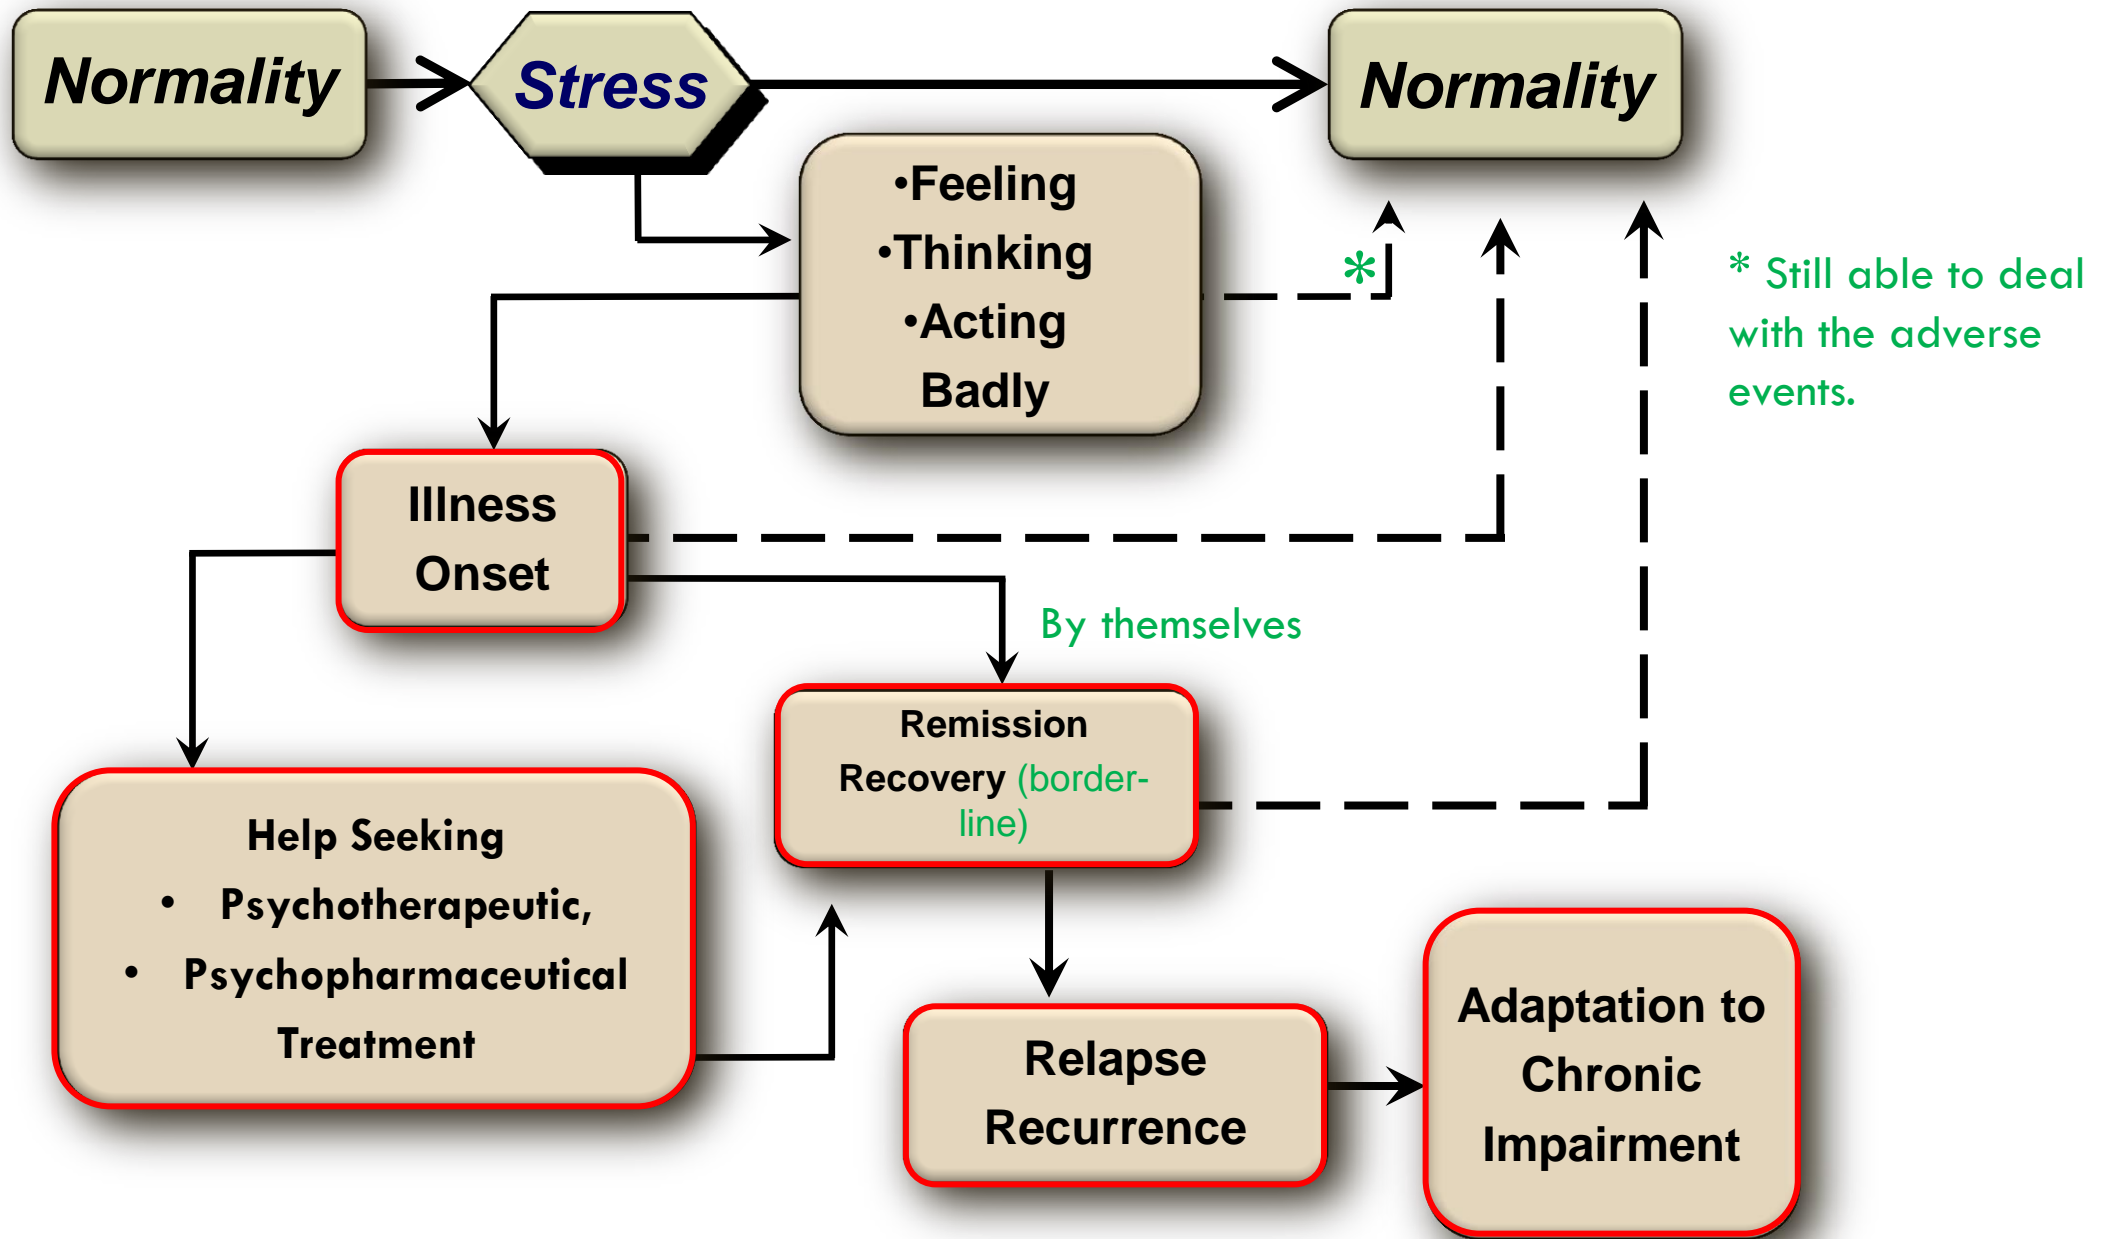 Normality
Stress
Normality
•Feeling
•Thinking
•Acting
Badly
*
* Still able to deal
with the adverse
events.
Illness
Onset
By themselves
Remission
Recovery (border-
line)
Help Seeking
• Psychotherapeutic,
• Psychopharmaceutical
Treatment
Relapse
Recurrence
Adaptation to
Chronic
Impairment